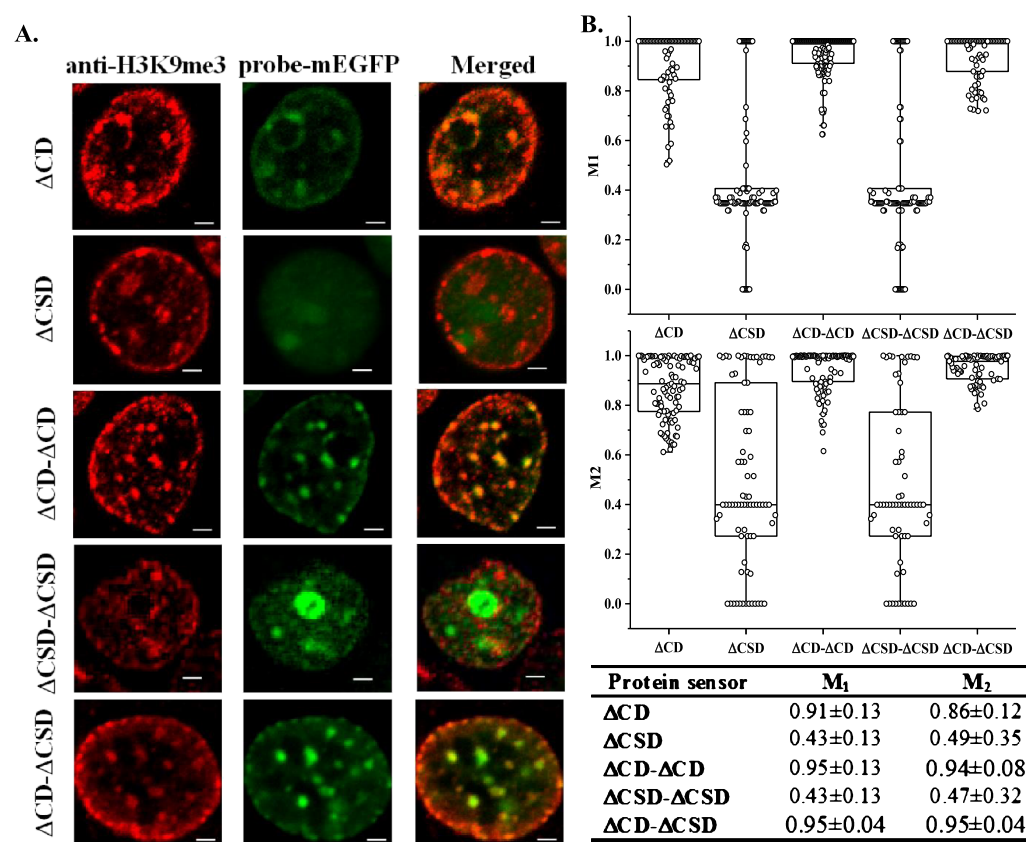 A.
anti-H3K9me3 probe-mEGFP Merged
ΔCD
ΔCSD
ΔCD-ΔCD
ΔCSD-ΔCSD
ΔCD-ΔCSD
B.
M1
1.0
0.8
0.6
0.4
0.2
0.0
ΔCD ΔCSD ΔCD-ΔCD ΔCSD-ΔCSD ΔCD-ΔCSD
M2
1.0
0.8
0.6
0.4
0.2
0.0
ΔCD ΔCSD ΔCD-ΔCD ΔCSD-ΔCSD ΔCD-ΔCSD
Protein sensor M₁ M₂
ΔCD 0.91±0.13 0.86±0.12
ΔCSD 0.43±0.13 0.49±0.35
ΔCD-ΔCD 0.95±0.13 0.94±0.08
ΔCSD-ΔCSD 0.43±0.13 0.47±0.32
ΔCD-ΔCSD 0.95±0.04 0.95±0.04